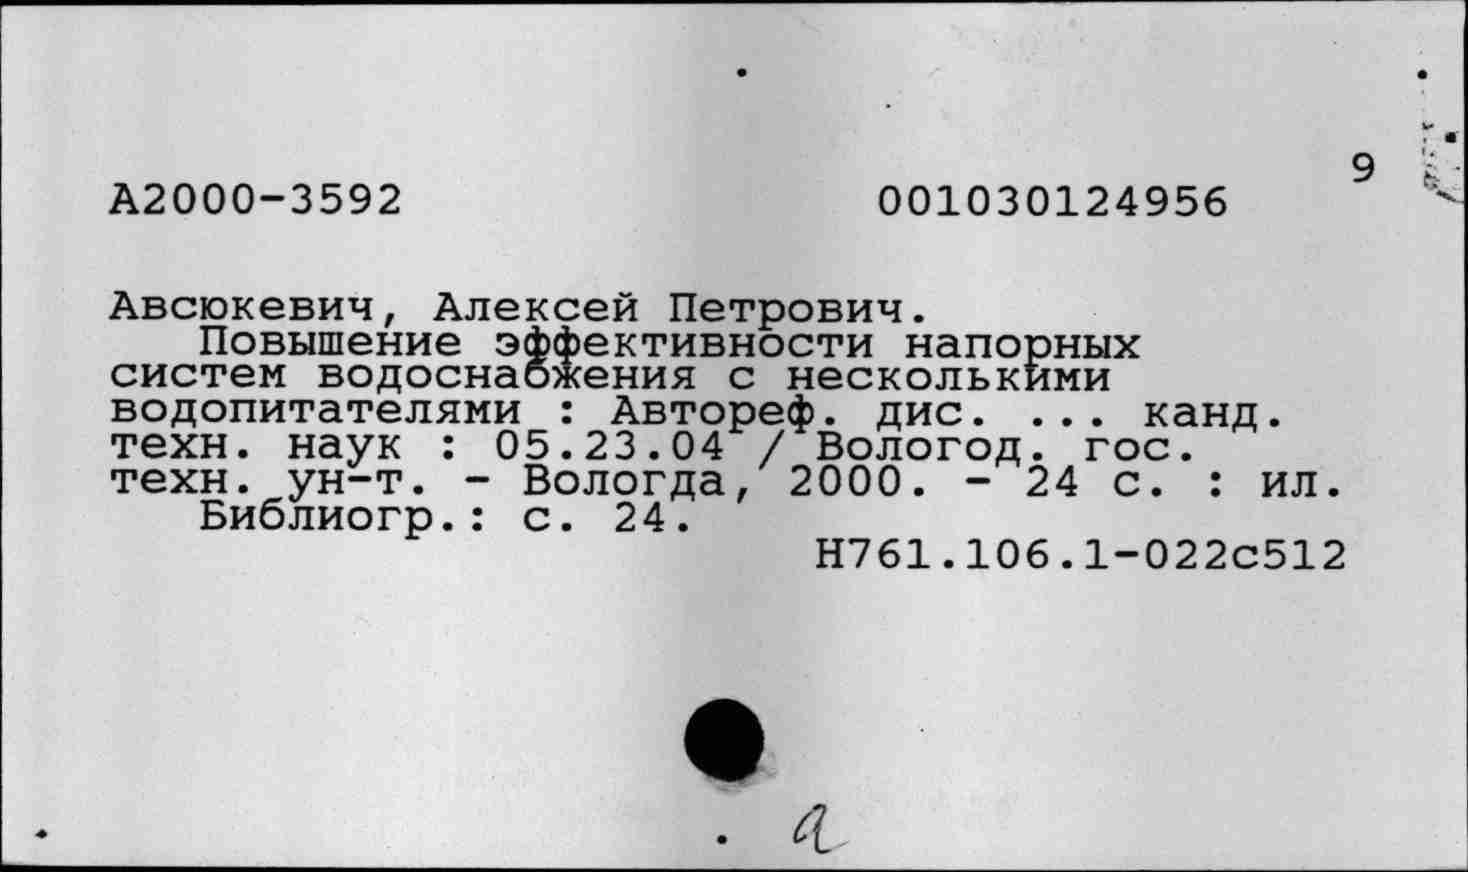 9
А2000-3592 001030124956
Авсюкевич, Алексей Петрович.
Повышение эффективности напорных
систем водоснабжения с несколькими
водопитателями : Автореф. дис. ... канд.
техн. наук : 05.23.04 / Вологод. гос.
техн. ун-т. - Вологда, 2000. - 24 с. : ил.
Библиогр.: с. 24.
Н761.106.1-022с512
а